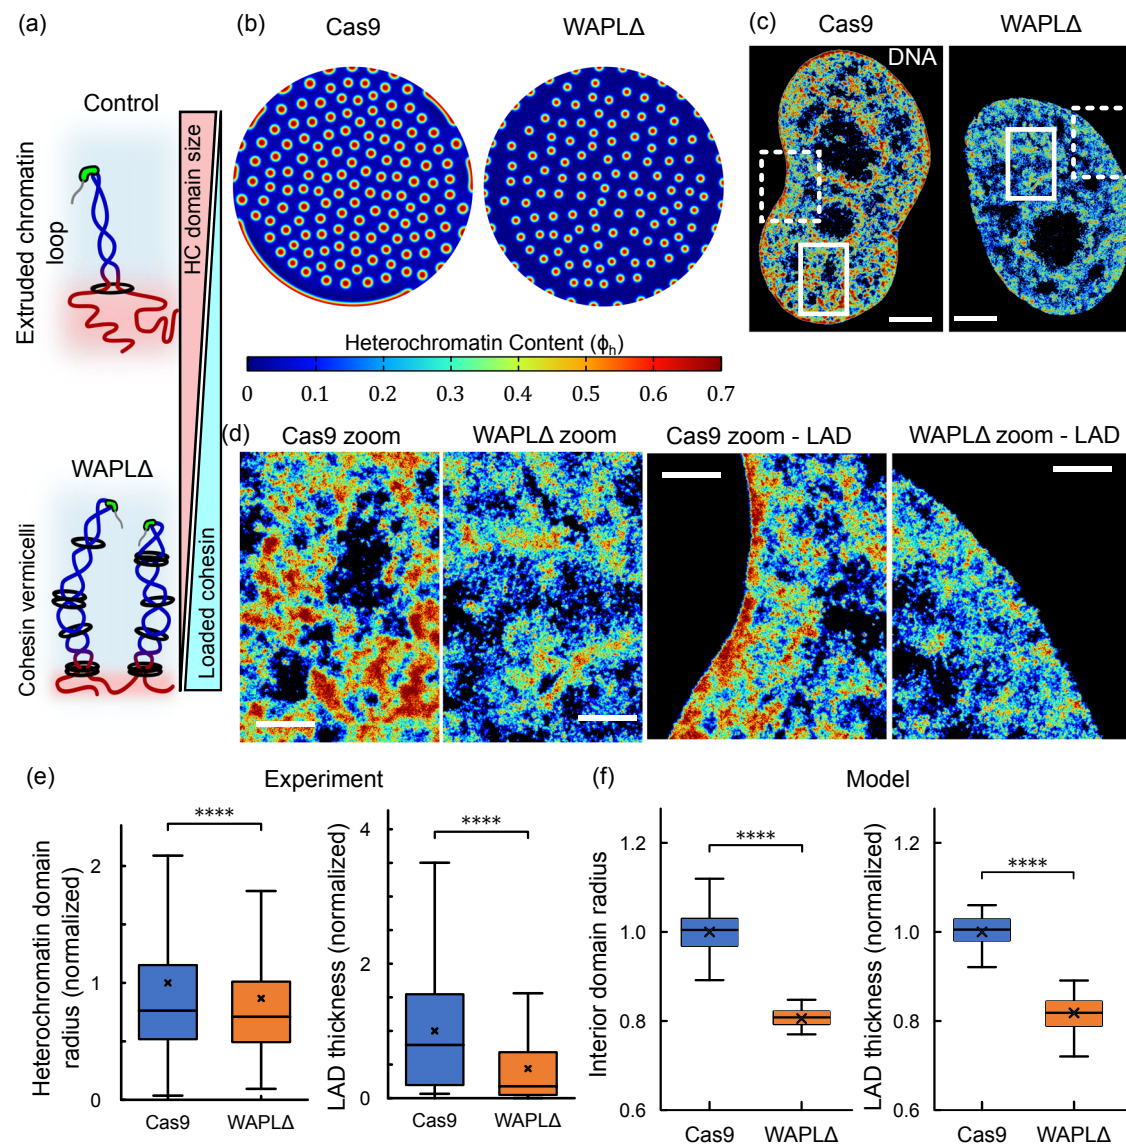 (a)
Control
Extruded chromatin
loop
HC domain size
WAPLΔ
Cohesin vermicelli
Loaded cohesin
(b)
Cas9
WAPLΔ
Heterochromatin Content (ϕh)
0 0.1 0.2 0.3 0.4 0.5 0.6 0.7
(c)
Cas9
WAPLΔ
DNA
(d)
Cas9 zoom
WAPLΔ zoom
Cas9 zoom - LAD
WAPLΔ zoom - LAD
(e)
Experiment
Heterochromatin domain
radius (normalized)
2
1
0
****
Cas9 WAPLΔ
LAD thickness (normalized)
4
2
0
****
Cas9 WAPLΔ
(f)
Model
Interior domain radius
1.2
1.0
0.8
0.6
****
Cas9 WAPLΔ
LAD thickness (normalized)
1.2
1.0
0.8
0.6
****
Cas9 WAPLΔ